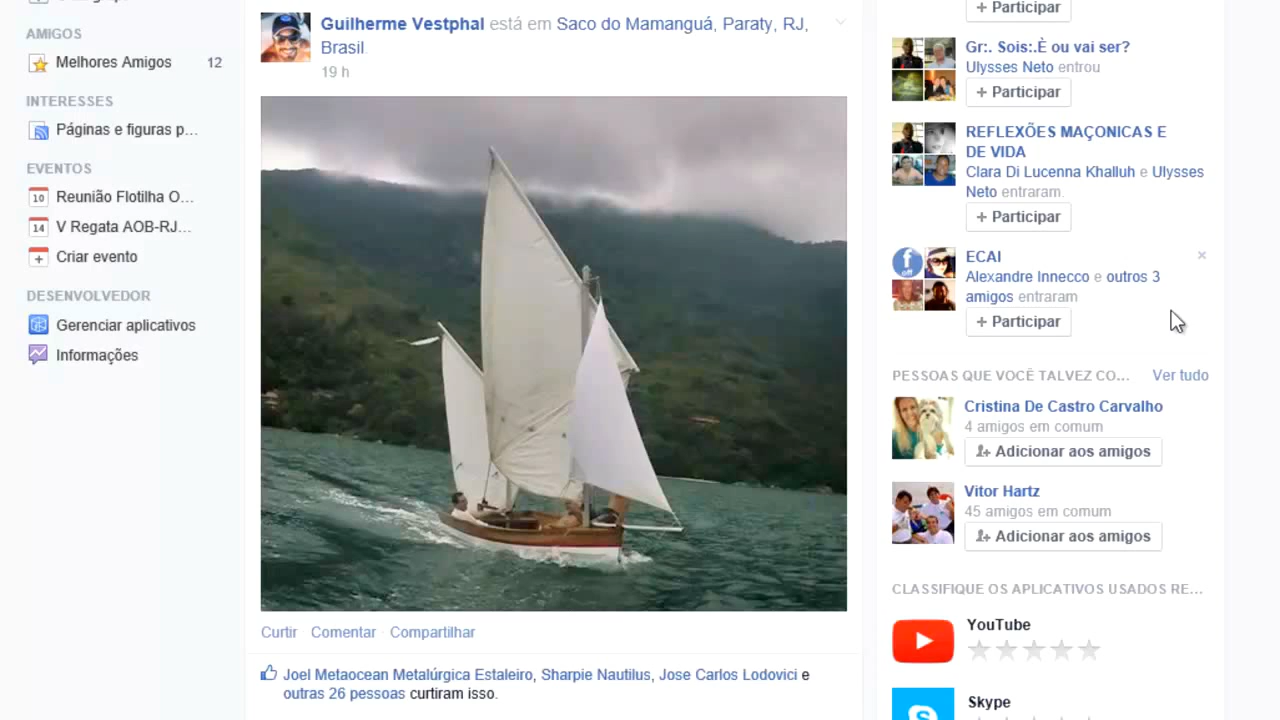 AMIGOS
Melhores Amigos 12
INTERESSES
Páginas e figuras p...
EVENTOS
10 Reunião Flotilha O...
14 V Regata AOB-RJ...
Criar evento
DESENVOLVEDOR
Gerenciar aplicativos
Informações
Guilherme Vestphal está em Saco do Mamanguá, Paraty, RJ,
Brasil.
19 h
Curtir · Comentar · Compartilhar
Joel Metaocean Metalúrgica Estaleiro, Sharpie Nautilus, Jose Carlos Lodovici e
outras 26 pessoas curtiram isso.
+ Participar
Gr:. Sois:.È ou vai ser?
Ulysses Neto entrou
+ Participar
REFLEXÕES MAÇONICAS E
DE VIDA
Clara Di Lucenna Khalluh e Ulysses
Neto entraram.
+ Participar
f off
ECAI
Alexandre Innecco e outros 3
amigos entraram
+ Participar
PESSOAS QUE VOCÊ TALVEZ CO... Ver tudo
Cristina De Castro Carvalho
4 amigos em comum
Adicionar aos amigos
Vitor Hartz
45 amigos em comum
Adicionar aos amigos
CLASSIFIQUE OS APLICATIVOS USADOS RE...
YouTube
Skype